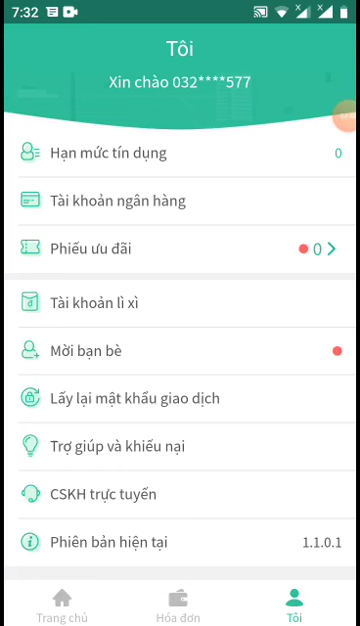 7:32
Tôi
Xin chào 032****577
Hạn mức tín dụng 0
Tài khoản ngân hàng
Phiếu ưu đãi 0
Tài khoản lì xì
Mời bạn bè
Lấy lại mật khẩu giao dịch
Trợ giúp và khiếu nại
CSKH trực tuyến
Phiên bản hiện tại 1.1.0.1
Trang chủ Hóa đơn Tôi